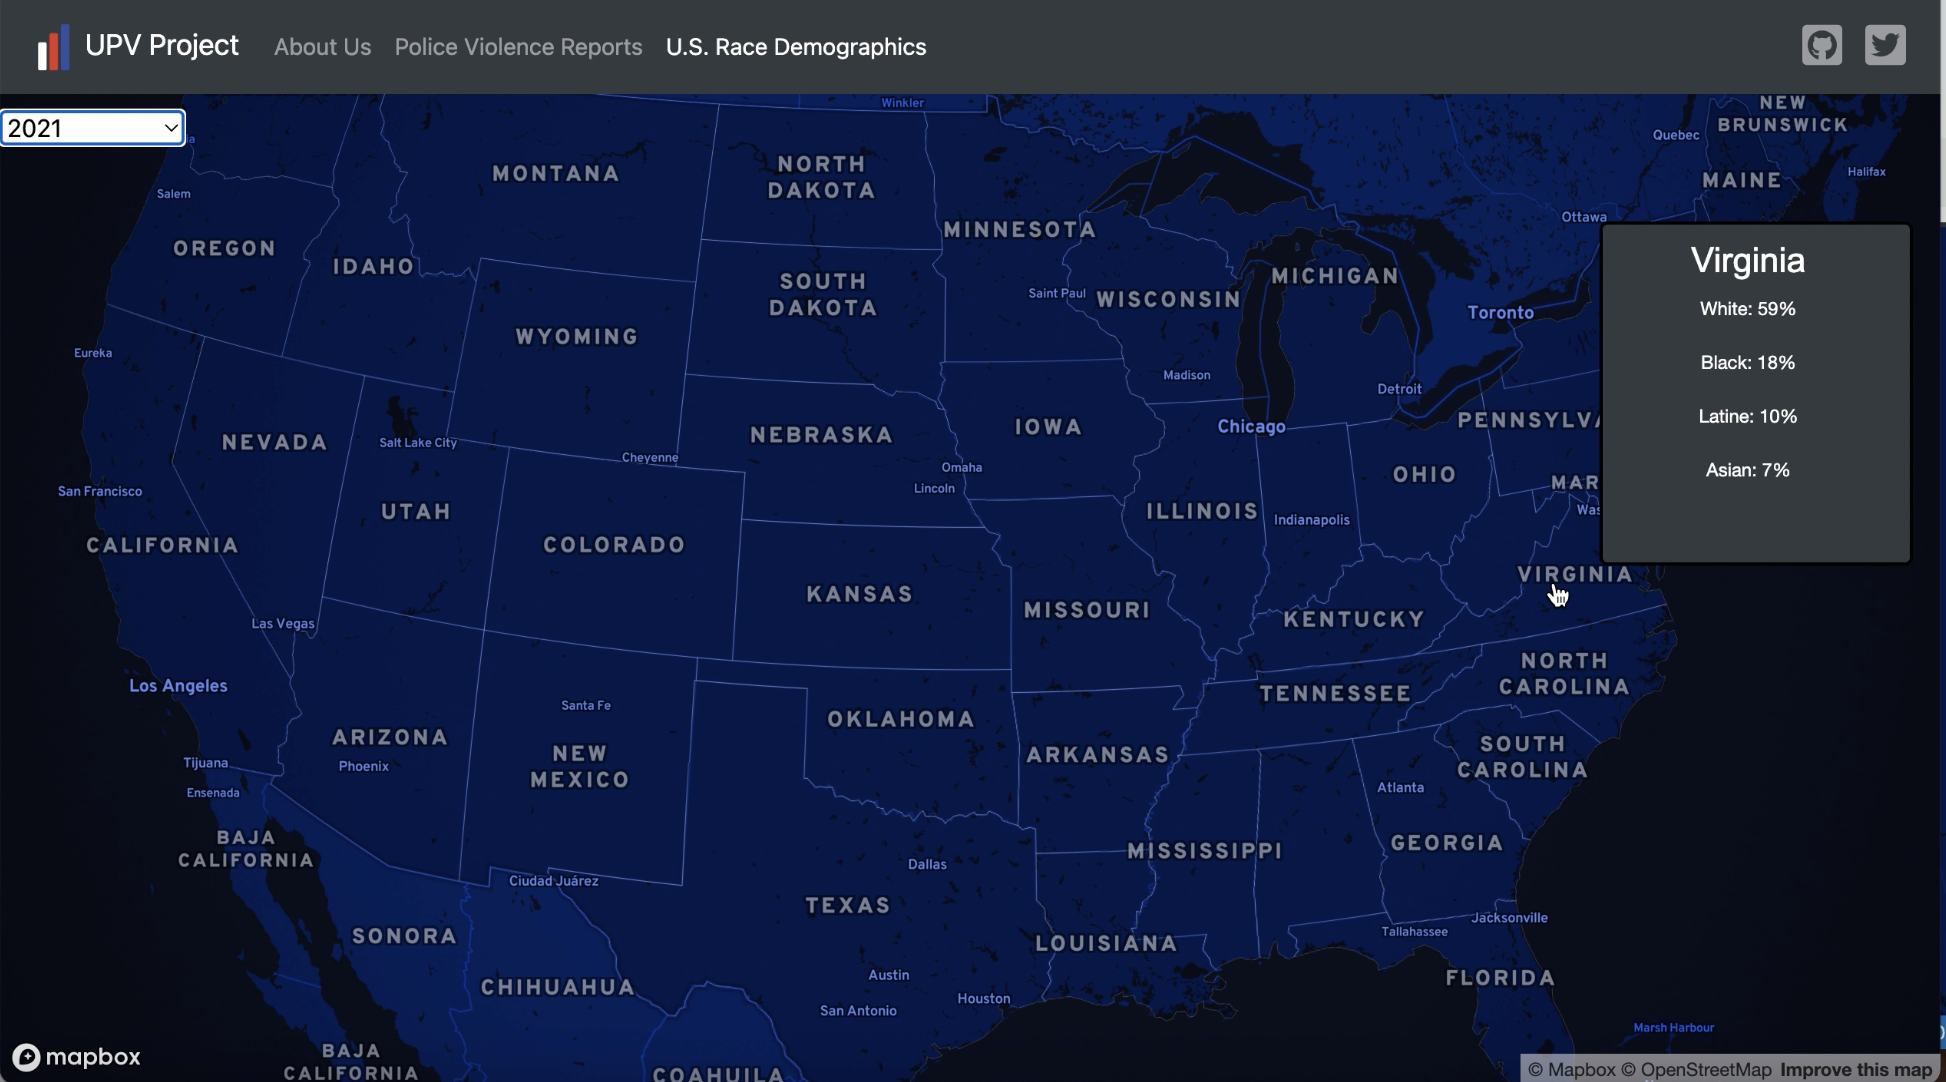 UPV Project
About Us
Police Violence Reports
U.S. Race Demographics
2021
Winkler
NEW
BRUNSWICK
Quebec
MAINE
Halifax
Ottawa
Salem
MONTANA
NORTH
DAKOTA
MINNESOTA
OREGON
IDAHO
SOUTH
DAKOTA
Saint Paul
WISCONSIN
MICHIGAN
Toronto
Virginia
White: 59%
Black: 18%
Latine: 10%
Asian: 7%
WYOMING
Eureka
Madison
Detroit
NEVADA
Salt Lake City
Cheyenne
NEBRASKA
IOWA
Chicago
PENNSYLVA
Omaha
Lincoln
OHIO
MAR
Was
San Francisco
UTAH
ILLINOIS
Indianapolis
CALIFORNIA
COLORADO
KANSAS
MISSOURI
VIRGINIA
KENTUCKY
Las Vegas
Los Angeles
Santa Fe
OKLAHOMA
TENNESSEE
NORTH
CAROLINA
ARIZONA
Phoenix
NEW
MEXICO
ARKANSAS
SOUTH
CAROLINA
Tijuana
Ensenada
Atlanta
BAJA
CALIFORNIA
MISSISSIPPI
GEORGIA
Ciudad Juárez
Dallas
TEXAS
SONORA
LOUISIANA
Tallahassee
Jacksonville
CHIHUAHUA
Austin
San Antonio
Houston
FLORIDA
Marsh Harbour
BAJA
CALIFORNIA
COAHUILA
mapbox
© Mapbox © OpenStreetMap Improve this map